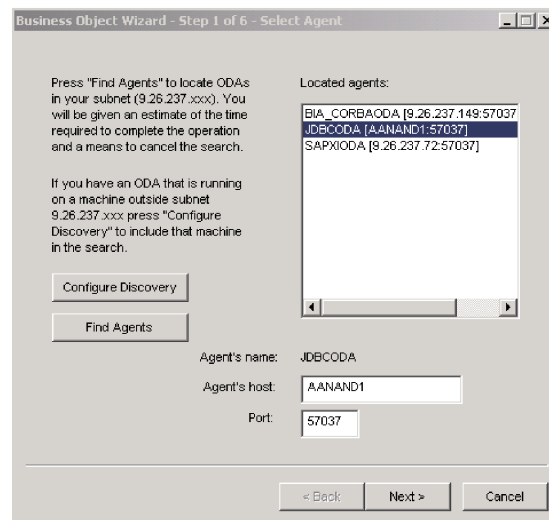 Business Object Wizard - Step 1 of 6 - Select Agent
Press "Find Agents" to locate ODAs
in your subnet (9.26.237.xxx). You
will be given an estimate of the time
required to complete the operation
and a means to cancel the search.
If you have an ODA that is running
on a machine outside subnet
9.26.237.xxx press "Configure
Discovery" to include that machine
in the search.
Configure Discovery
Find Agents
Located agents:
BIA_CORBAODA [9.26.237.149:57037
JDBCODA [AANAND1:57037]
SAPXIODA [9.26.237.72:57037]
Agent's name: JDBCODA
Agent's host: AANAND1
Port: 57037
< Back Next > Cancel